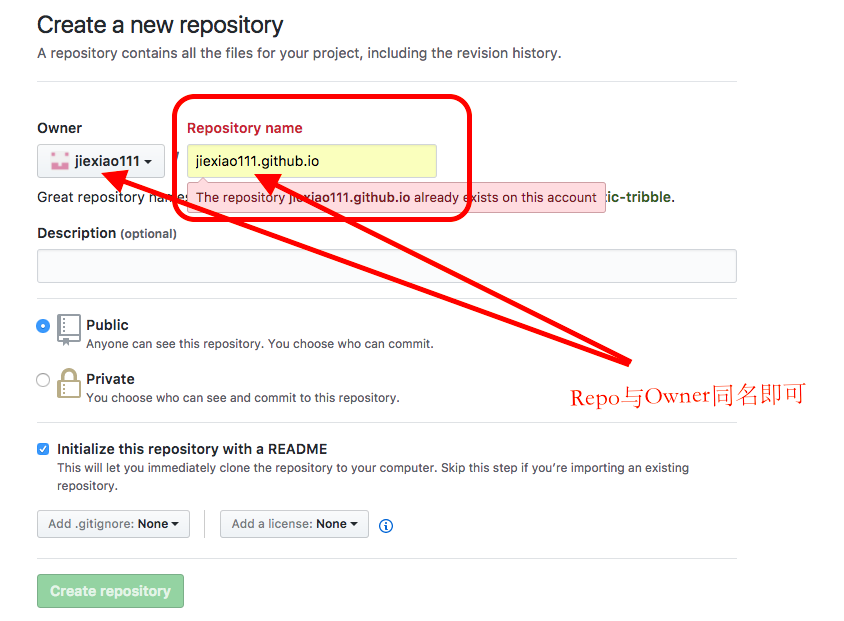 Create a new repository
A repository contains all the files for your project, including the revision history.
Owner
Repository name
jiexiao111
jiexiao111.github.io
Great repository names
The repository jiexiao111.github.io already exists on this account
tic-tribble.
Description (optional)
Public
Anyone can see this repository. You choose who can commit.
Private
You choose who can see and commit to this repository.
Repo与Owner同名即可
Initialize this repository with a README
This will let you immediately clone the repository to your computer. Skip this step if you're importing an existing
repository.
Add .gitignore: None
Add a license: None
Create repository